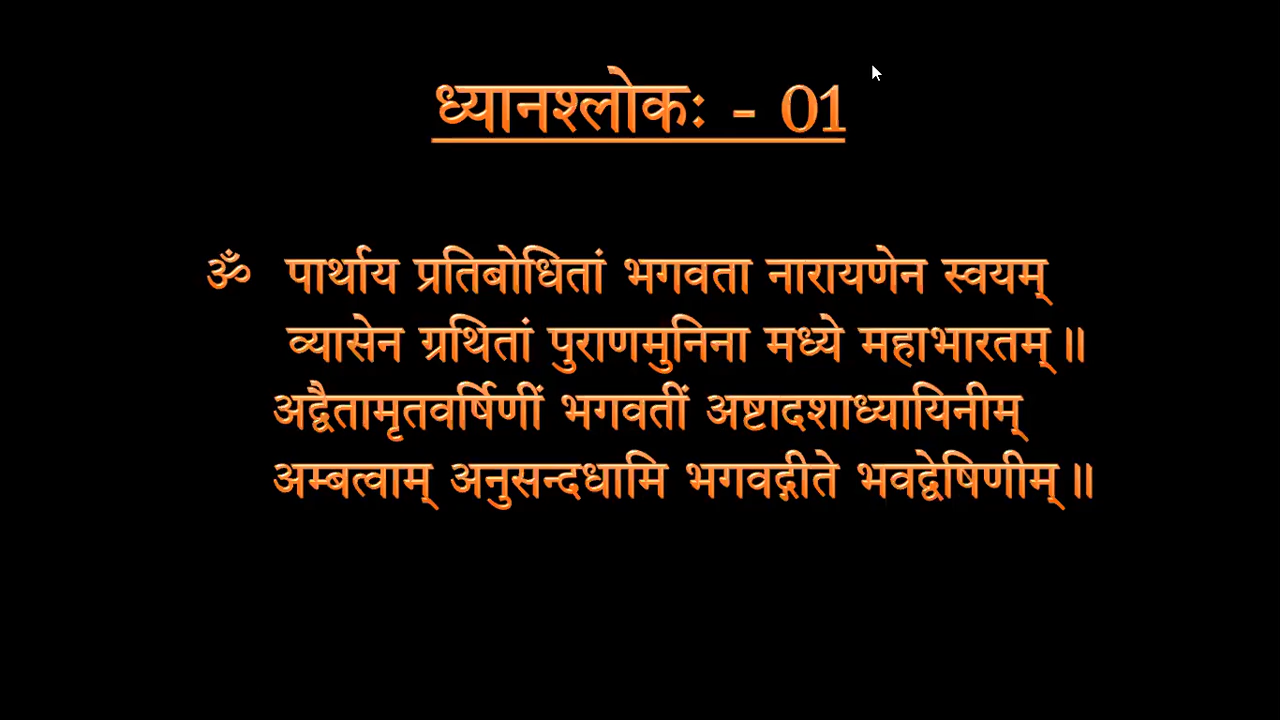 ध्यानश्लोकः - 01
ॐ पार्थाय प्रतिबोधितां भगवता नारायणेन स्वयम्
व्यासेन ग्रथितां पुराणमुनिना मध्ये महाभारतम् ॥
अद्वैतामृतवर्षिणीं भगवतीं अष्टादशाध्यायिनीम्
अम्बत्वाम् अनुसन्दधामि भगवद्गीते भवद्वेषिणीम् ॥